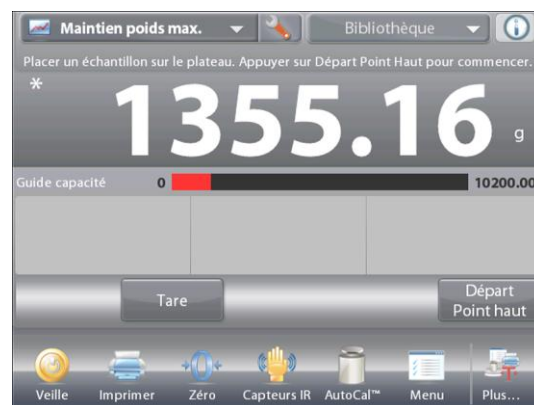 Maintien poids max. Bibliothèque
Placer un échantillon sur le plateau. Appuyer sur Départ Point Haut pour commencer.
* 1355.16 g
Guide capacité 0 10200.00
Tare Départ
Point haut
Veille Imprimer Zéro Capteurs IR AutoCal™ Menu Plus...